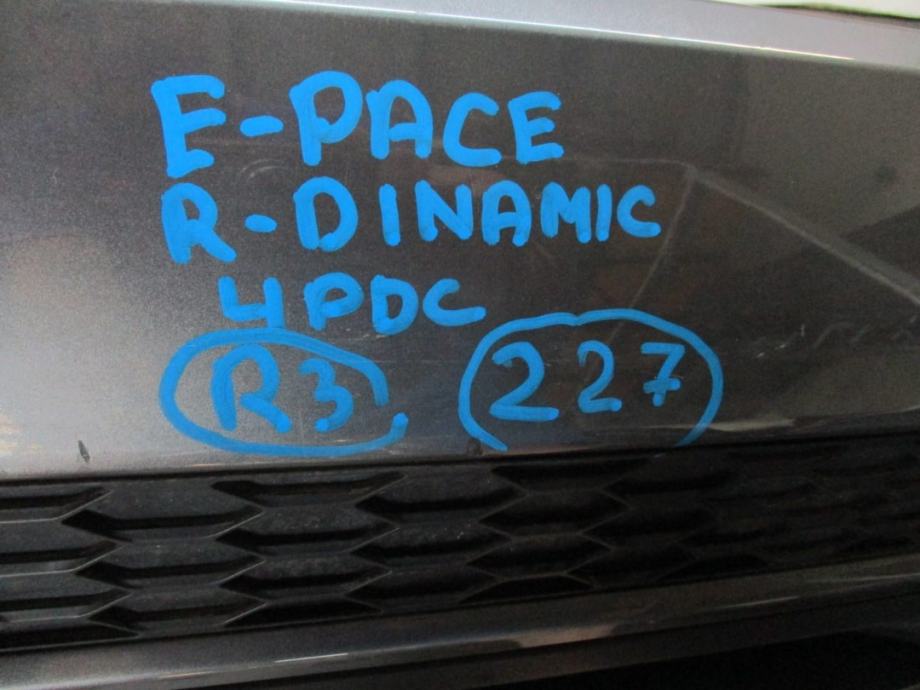 E-PACE
R-DINAMIC
4PDC
R3 227